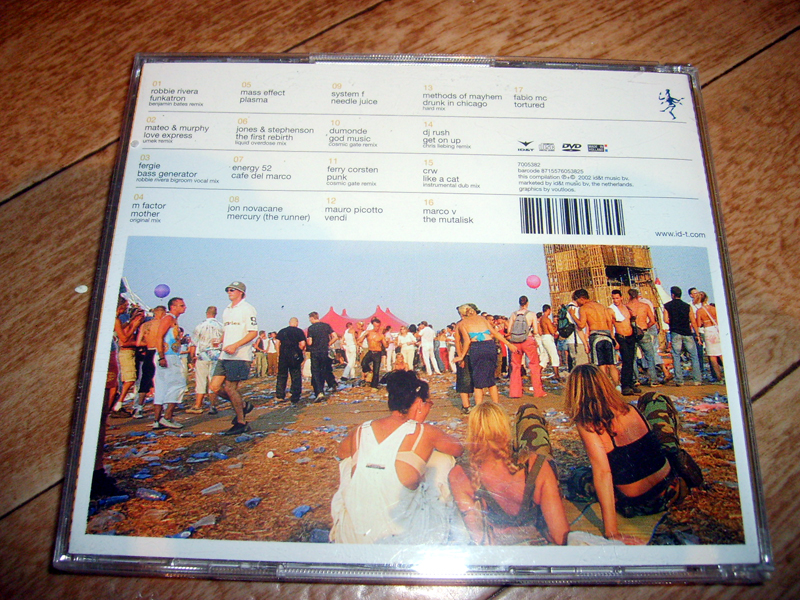 01
robbie rivera
funkatron
benjamin bates remix
02
mateo & murphy
love express
umek remix
03
fergie
bass generator
robbie rivera bigroom vocal mix
04
m factor
mother
original mix
05
mass effect
plasma
06
jones & stephenson
the first rebirth
liquid overdose mix
07
energy 52
cafe del marco
08
jon novacane
mercury (the runner)
09
system f
needle juice
10
dumonde
god music
cosmic gate remix
11
ferry corsten
punk
cosmic gate remix
12
mauro picotto
vendi
13
methods of mayhem
drunk in chicago
hard mix
14
dj rush
get on up
chris liebing remix
15
crw
like a cat
instrumental dub mix
16
marco v
the mutalisk
17
fabio mc
tortured
ID&T
DVD
7005382
barcode 8715576053825
this compilation ℗+© 2002 id&t music bv.
marketed by id&t music bv, the netherlands.
graphics by voutloos.
www.id-t.com